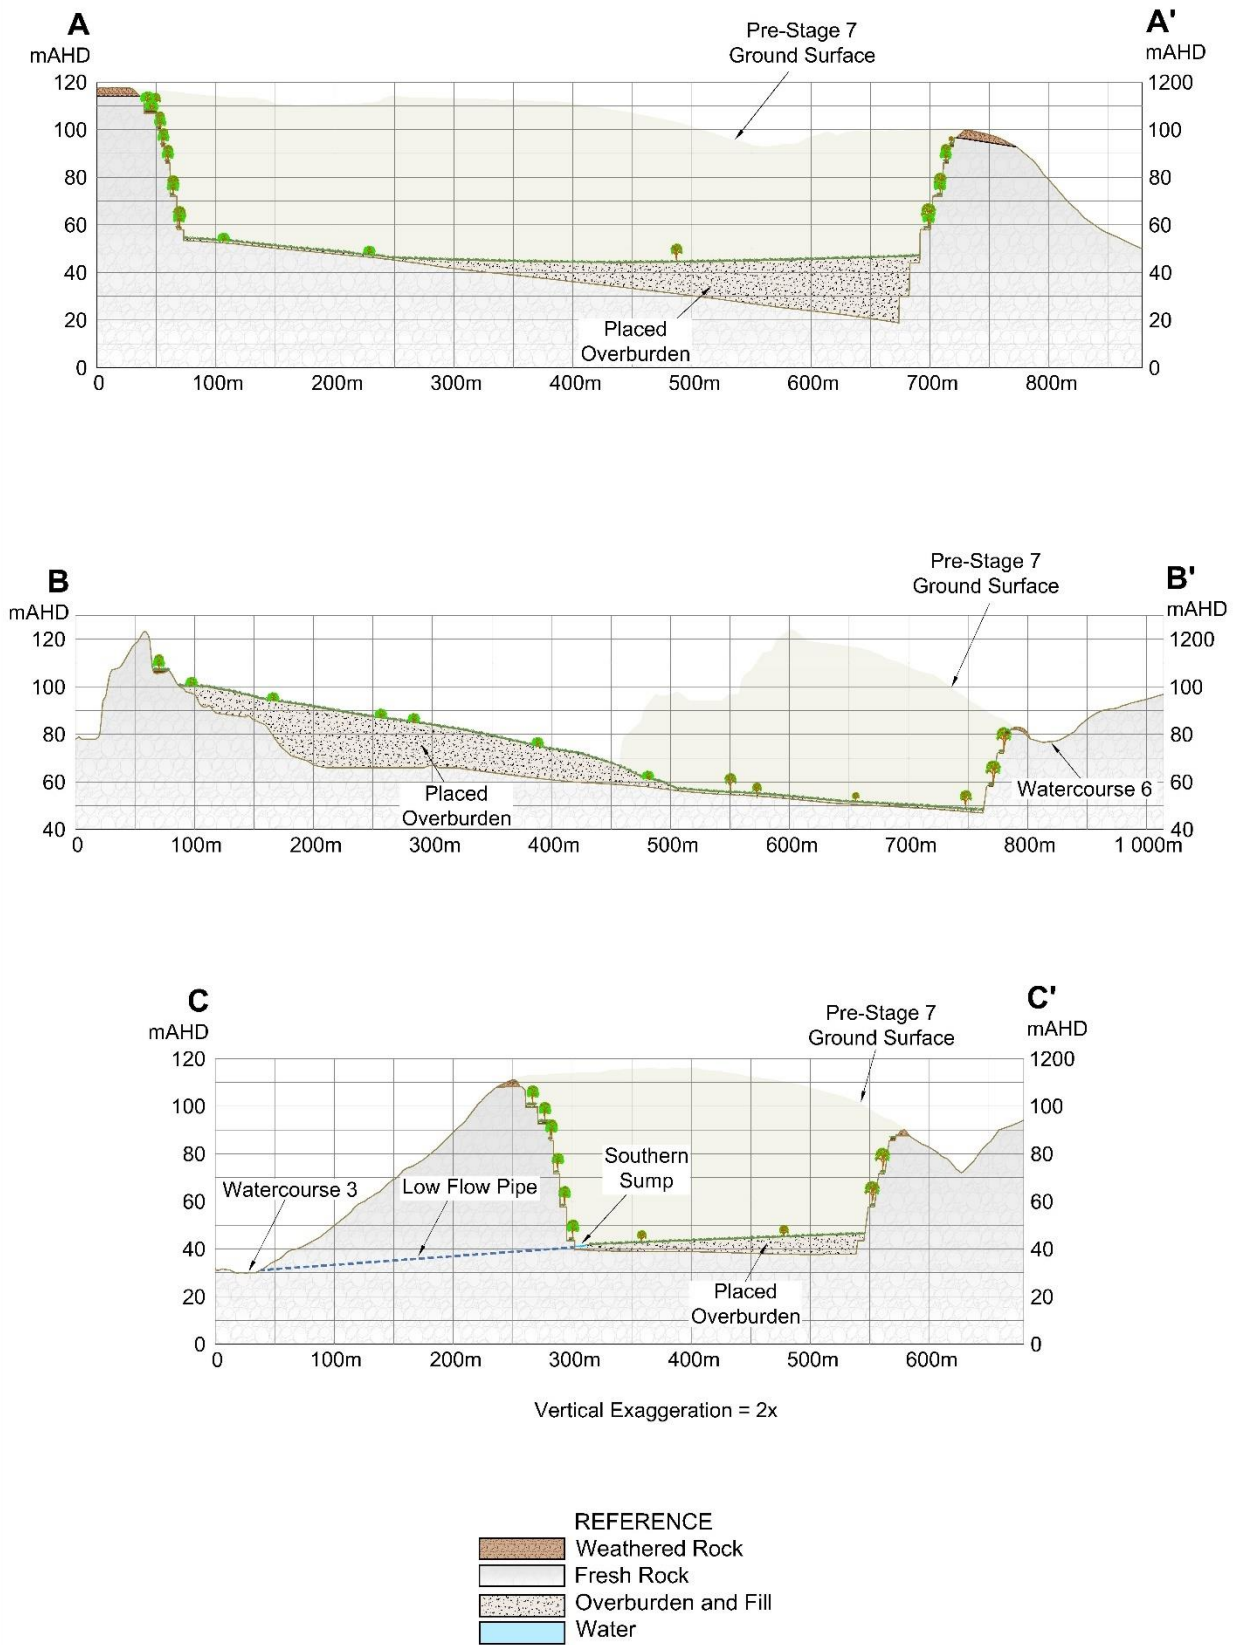 A
A'
mAHD
mAHD
Pre-Stage 7
Ground Surface
120
1200
100
100
80
80
60
60
40
40
20
20
Placed
Overburden
0
0
0
100m
200m
300m
400m
500m
600m
700m
800m
B
B'
mAHD
mAHD
Pre-Stage 7
Ground Surface
120
1200
100
100
80
80
60
60
Watercourse 6
Placed
Overburden
40
40
0
100m
200m
300m
400m
500m
600m
700m
800m
1 000m
C
C'
mAHD
mAHD
Pre-Stage 7
Ground Surface
120
1200
100
100
80
80
Southern
Sump
Low Flow Pipe
Watercourse 3
60
60
40
40
20
20
Placed
Overburden
0
0
0
100m
200m
300m
400m
500m
600m
Vertical Exaggeration = 2x
REFERENCE
Weathered Rock
Fresh Rock
Overburden and Fill
Water